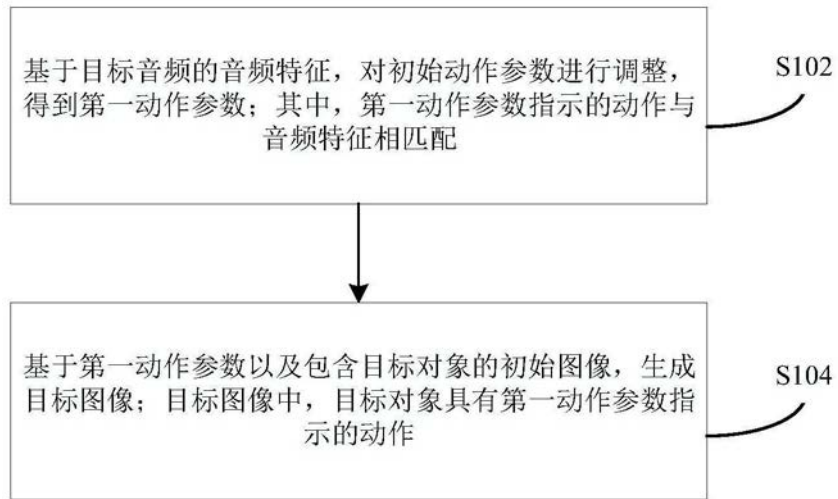 基于目标音频的音频特征，对初始动作参数进行调整，
得到第一动作参数；其中，第一动作参数指示的动作与
音频特征相匹配
S102
基于第一动作参数以及包含目标对象的初始图像，生成
目标图像；目标图像中，目标对象具有第一动作参数指
示的动作
S104